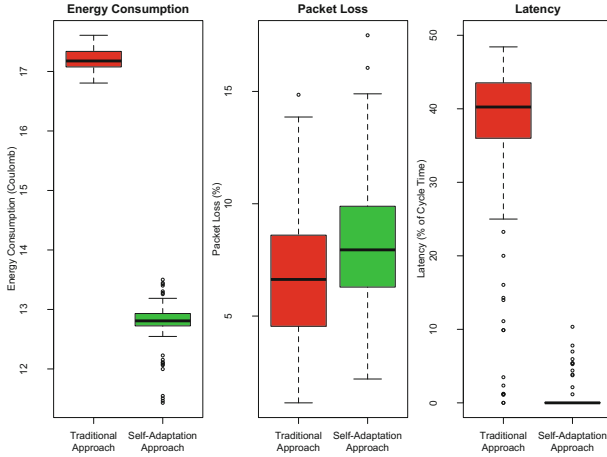 Energy Consumption
Energy Consumption (Coulomb)
17
16
15
14
13
12
Traditional
Approach
Self-Adaptation
Approach
Packet Loss
Packet Loss (%)
15
10
5
Traditional
Approach
Self-Adaptation
Approach
Latency
Latency (% of Cycle Time)
50
40
30
20
10
0
Traditional
Approach
Self-Adaptation
Approach